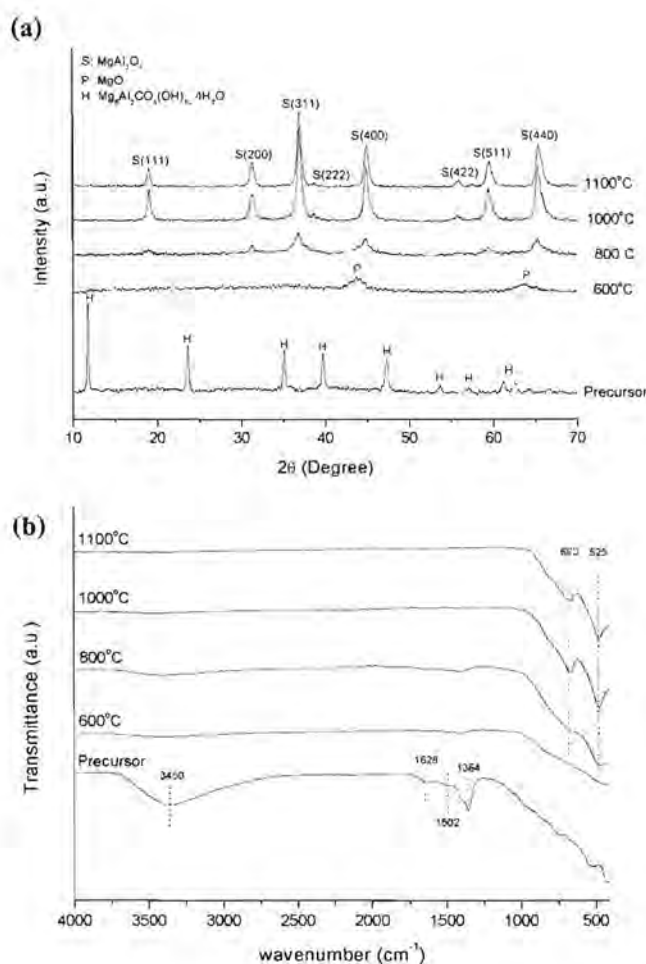 (a)
S: MgAl₂O₄
P: MgO
H: Mg₆Al₂CO₃(OH)₁₆ 4H₂O
S(111)
S(200)
S(311)
S(222)
S(400)
S(422)
S(511)
S(440)
1100°C
1000°C
800 C
P
P
600°C
H
H
H
H
H
H
H
H
Precursor
Intensity (a.u.)
10
20
30
40
50
60
70
2θ (Degree)
(b)
1100°C
525
1000°C
800°C
600°C
Precursor
3450
1628
1502
1364
Transmittance (a.u.)
4000
3500
3000
2500
2000
1500
1000
500
wavenumber (cm⁻¹)